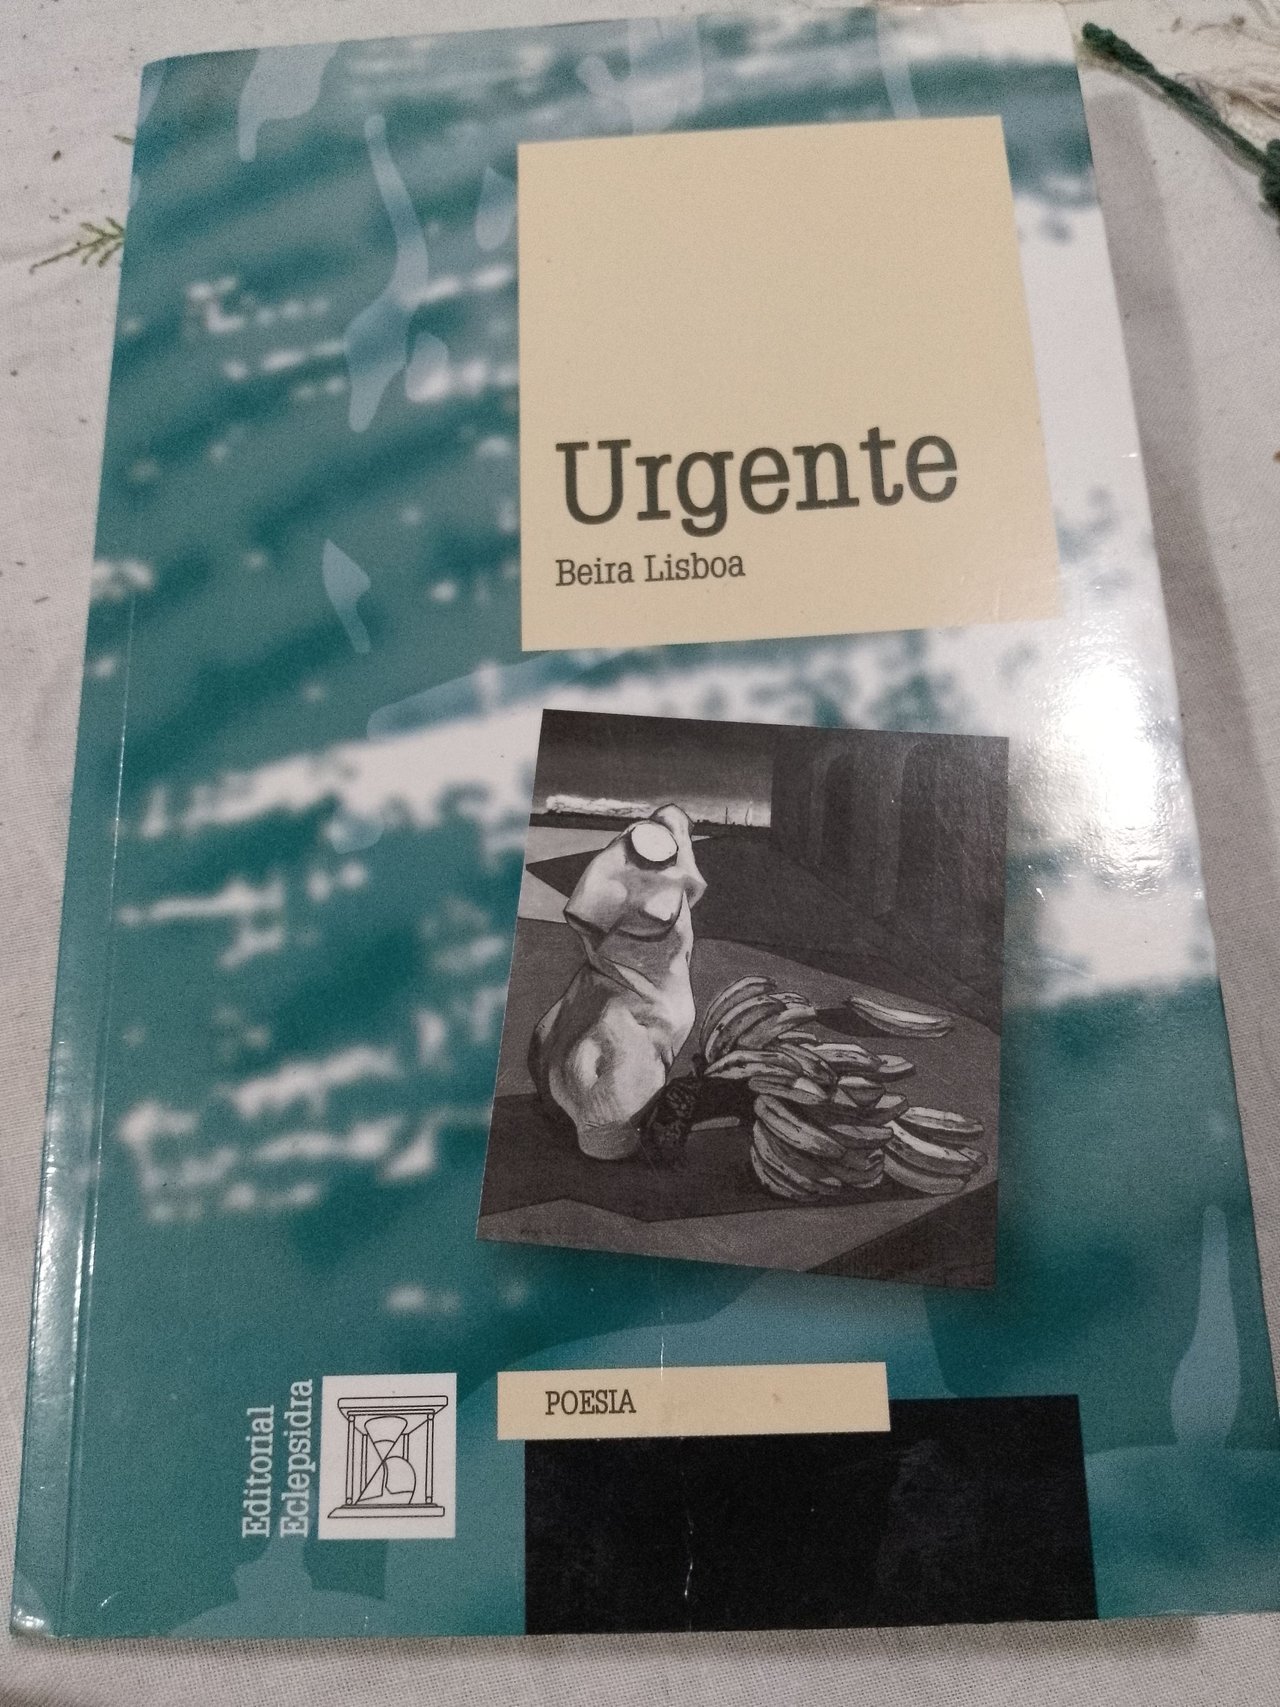 Urgente
Beira Lisboa
POESIA
Editorial
Eclepsidra